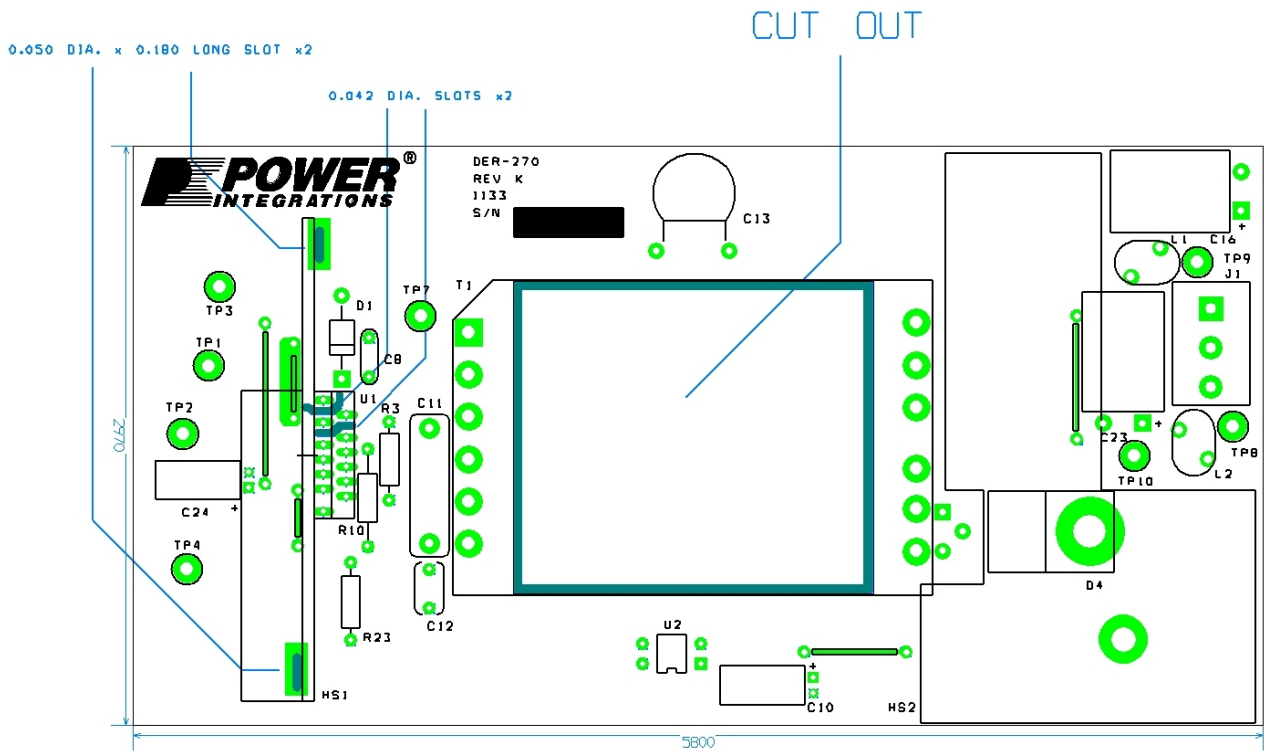 CUT OUT
0.050 DIA. x 0.180 LONG SLOT x2
0.042 DIA. SLOTS x2
POWER®
INTEGRATIONS
DER-270
REV K
1133
S/N
C13
L1 C16
+
TP9
J1
TP3
D1
TP7
T1
TP1
C8
U1
TP2
R3
C11
C23
+
TP8
TP10
L2
2970
C24
+
R10
TP4
D4
C12
R23
U2
+
HS1
C10
HS2
5800